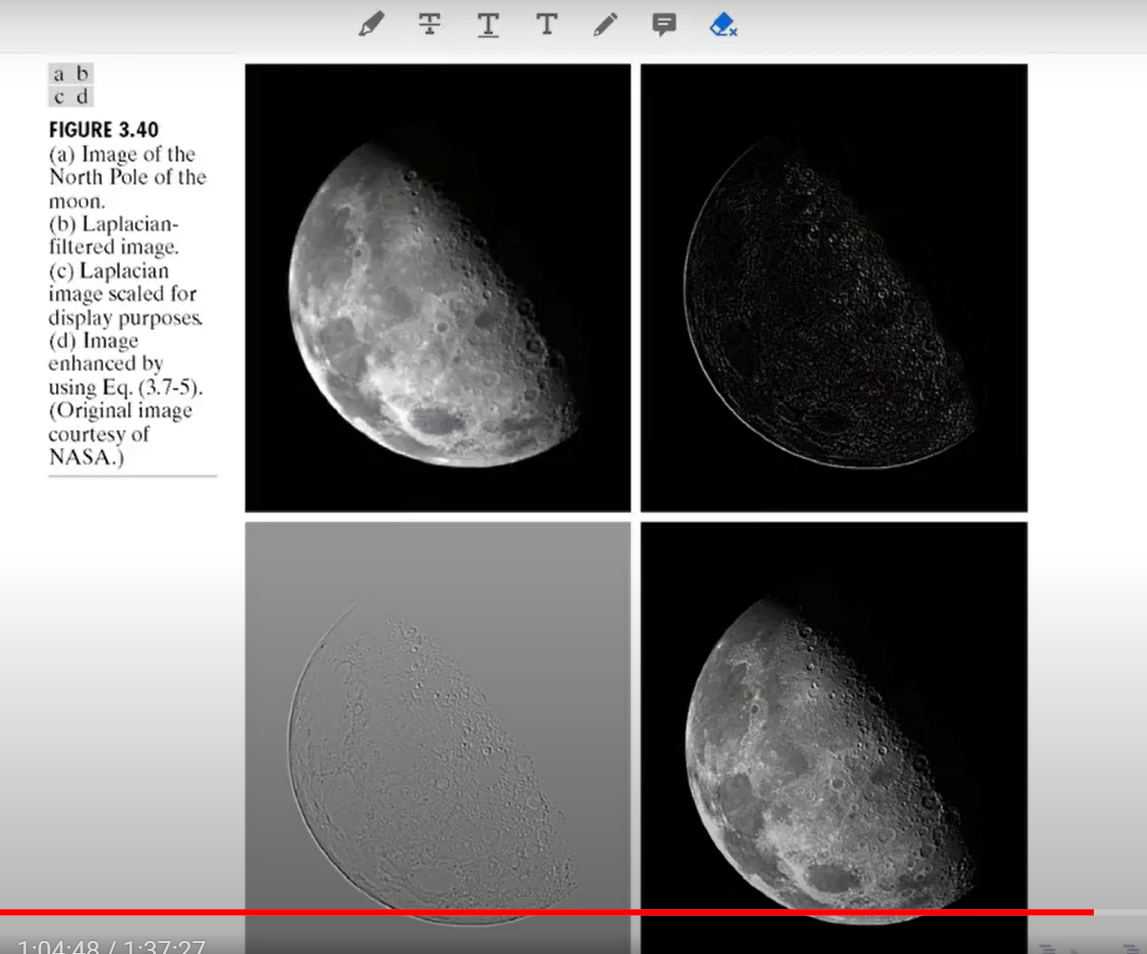 T T T
a b
c d
FIGURE 3.40
(a) Image of the
North Pole of the
moon.
(b) Laplacian-
filtered image.
(c) Laplacian
image scaled for
display purposes.
(d) Image
enhanced by
using Eq. (3.7-5).
(Original image
courtesy of
NASA.)
1:04:48 / 1:37:27